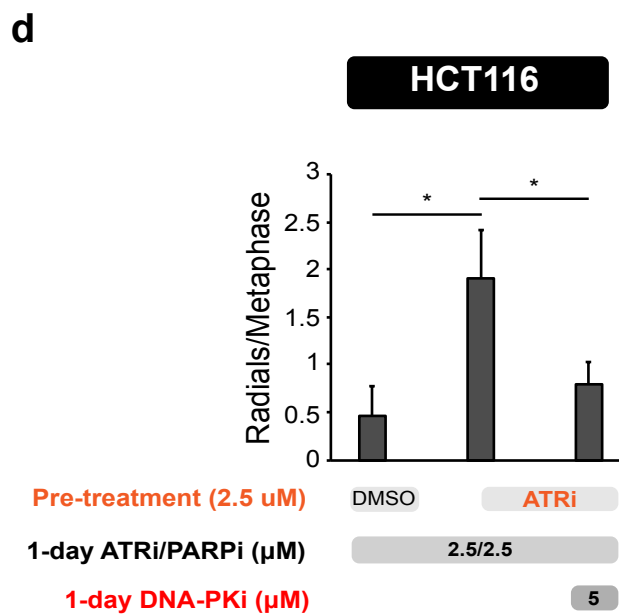 d
HCT116
Radials/Metaphase
3
2.5
2
1.5
1
0.5
0
*
*
Pre-treatment (2.5 uM) DMSO ATRi
1-day ATRi/PARPi (μM) 2.5/2.5
1-day DNA-PKi (μM) 5